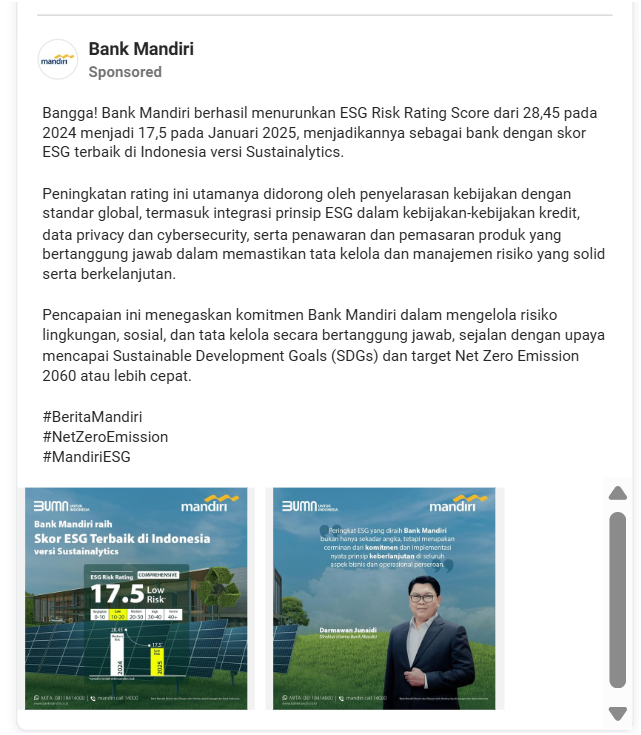 Bank Mandiri
Sponsored
Bangga! Bank Mandiri berhasil menurunkan ESG Risk Rating Score dari 28,45 pada
2024 menjadi 17,5 pada Januari 2025, menjadikannya sebagai bank dengan skor
ESG terbaik di Indonesia versi Sustainalytics.
Peningkatan rating ini utamanya didorong oleh penyelarasan kebijakan dengan
standar global, termasuk integrasi prinsip ESG dalam kebijakan-kebijakan kredit,
data privacy dan cybersecurity, serta penawaran dan pemasaran produk yang
bertanggung jawab dalam memastikan tata kelola dan manajemen risiko yang solid
serta berkelanjutan.
Pencapaian ini menegaskan komitmen Bank Mandiri dalam mengelola risiko
lingkungan, sosial, dan tata kelola secara bertanggung jawab, sejalan dengan upaya
mencapai Sustainable Development Goals (SDGs) dan target Net Zero Emission
2060 atau lebih cepat.
#BeritaMandiri
#NetZeroEmission
#MandiriESG
BUMN UNTUK INDONESIA
mandiri
Bank Mandiri raih
Skor ESG Terbaik di Indonesia
versi Sustainalytics
ESG Risk Rating COMPREHENSIVE
17.5 Low Risk
Negligible Low Medium High Severe
0-10 10-20 20-30 30-40 40+
28,45
17,5
2024
2025
MITA 08118414000 mandiri call 14000
BUMN UNTUK INDONESIA
mandiri
Peringkat ESG yang diraih Bank Mandiri
bukan hanya sekadar angka, tetapi merupakan
cerminan dari komitmen dan implementasi
nyata prinsip keberlanjutan di seluruh
aspek bisnis dan operasional perseroan.
Darmawan Junaidi
Direktur Utama Bank Mandiri
MITA 08118414000 mandiri call 14000